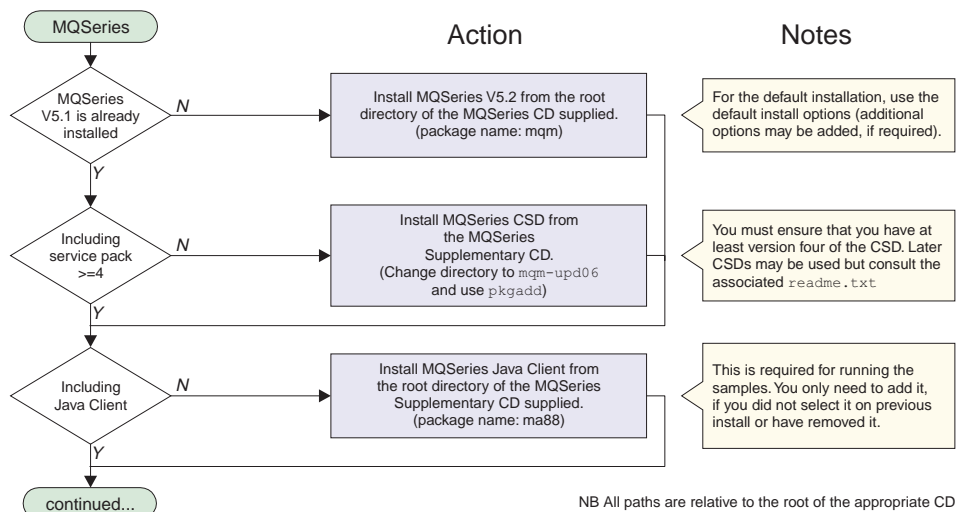 MQSeries
Action
Notes
MQSeries
V5.1 is already
installed
N
Y
Install MQSeries V5.2 from the root
directory of the MQSeries CD supplied.
(package name: mqm)
For the default installation, use the
default install options (additional
options may be added, if required).
Including
service pack
>=4
N
Y
Install MQSeries CSD from
the MQSeries
Supplementary CD.
(Change directory to mqm-upd06
and use pkgadd)
You must ensure that you have at
least version four of the CSD. Later
CSDs may be used but consult the
associated readme.txt
Including
Java Client
N
Y
Install MQSeries Java Client from
the root directory of the MQSeries
Supplementary CD supplied.
(package name: ma88)
This is required for running the
samples. You only need to add it,
if you did not select it on previous
install or have removed it.
continued...
NB All paths are relative to the root of the appropriate CD